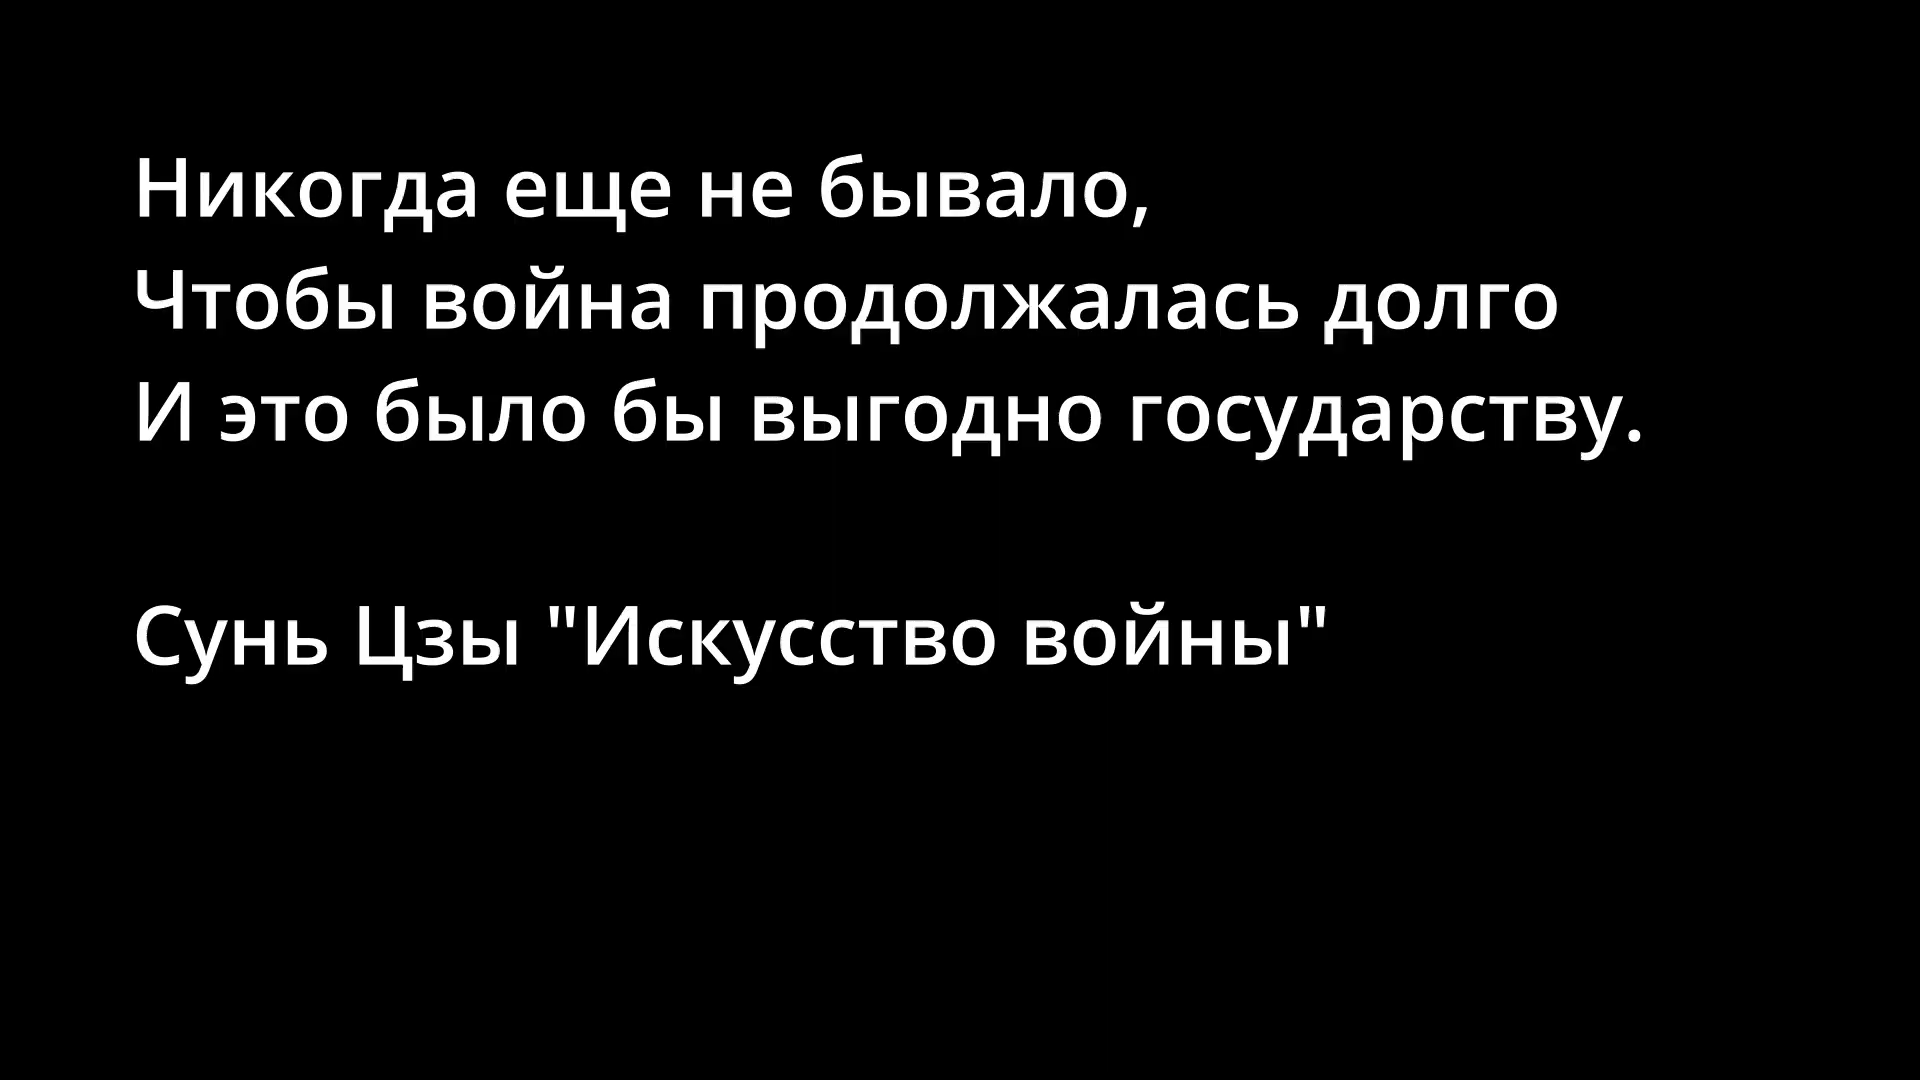 Никогда еще не бывало,
Чтобы война продолжалась долго
И это было бы выгодно государству.
Сунь Цзы "Искусство войны"